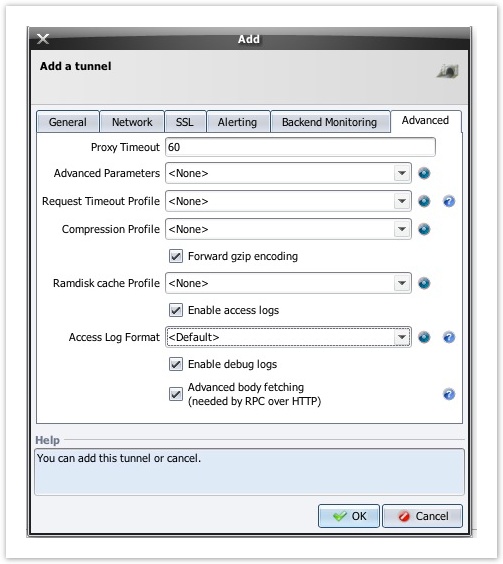 Add
Add a tunnel
General Network SSL Alerting Backend Monitoring Advanced
Proxy Timeout 60
Advanced Parameters <None>
Request Timeout Profile <None>
Compression Profile <None>
Forward gzip encoding
Ramdisk cache Profile <None>
Enable access logs
Access Log Format <Default>
Enable debug logs
Advanced body fetching
(needed by RPC over HTTP)
Help
You can add this tunnel or cancel.
OK Cancel